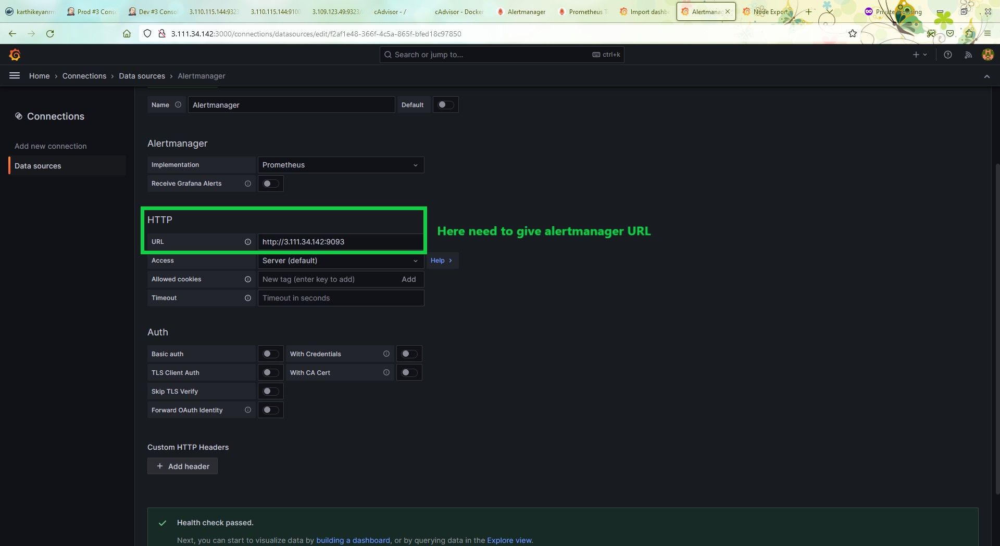 karthikeyanrm
Prod #3 Conso
Dev #3 Consol
3.110.115.144:9323
3.110.115.144:9100
3.109.123.49:9323/
cAdvisor - /
cAdvisor - Docker
Alertmanager
Prometheus Ti
Import dashb
Alertmanag
Node Export
Private browsing
3.111.34.142:3000/connections/datasources/edit/f2af1e48-366f-4c5a-865f-bfed18c97850
Search or jump to...
ctrl+k
Home › Connections › Data sources › Alertmanager
Connections
Add new connection
Data sources
Name
Alertmanager
Default
Alertmanager
Implementation
Prometheus
Receive Grafana Alerts
HTTP
Here need to give alertmanager URL
URL
http://3.111.34.142:9093
Access
Server (default)
Help ›
Allowed cookies
New tag (enter key to add)
Add
Timeout
Timeout in seconds
Auth
Basic auth
With Credentials
TLS Client Auth
With CA Cert
Skip TLS Verify
Forward OAuth Identity
Custom HTTP Headers
+ Add header
Health check passed.
Next, you can start to visualize data by building a dashboard, or by querying data in the Explore view.